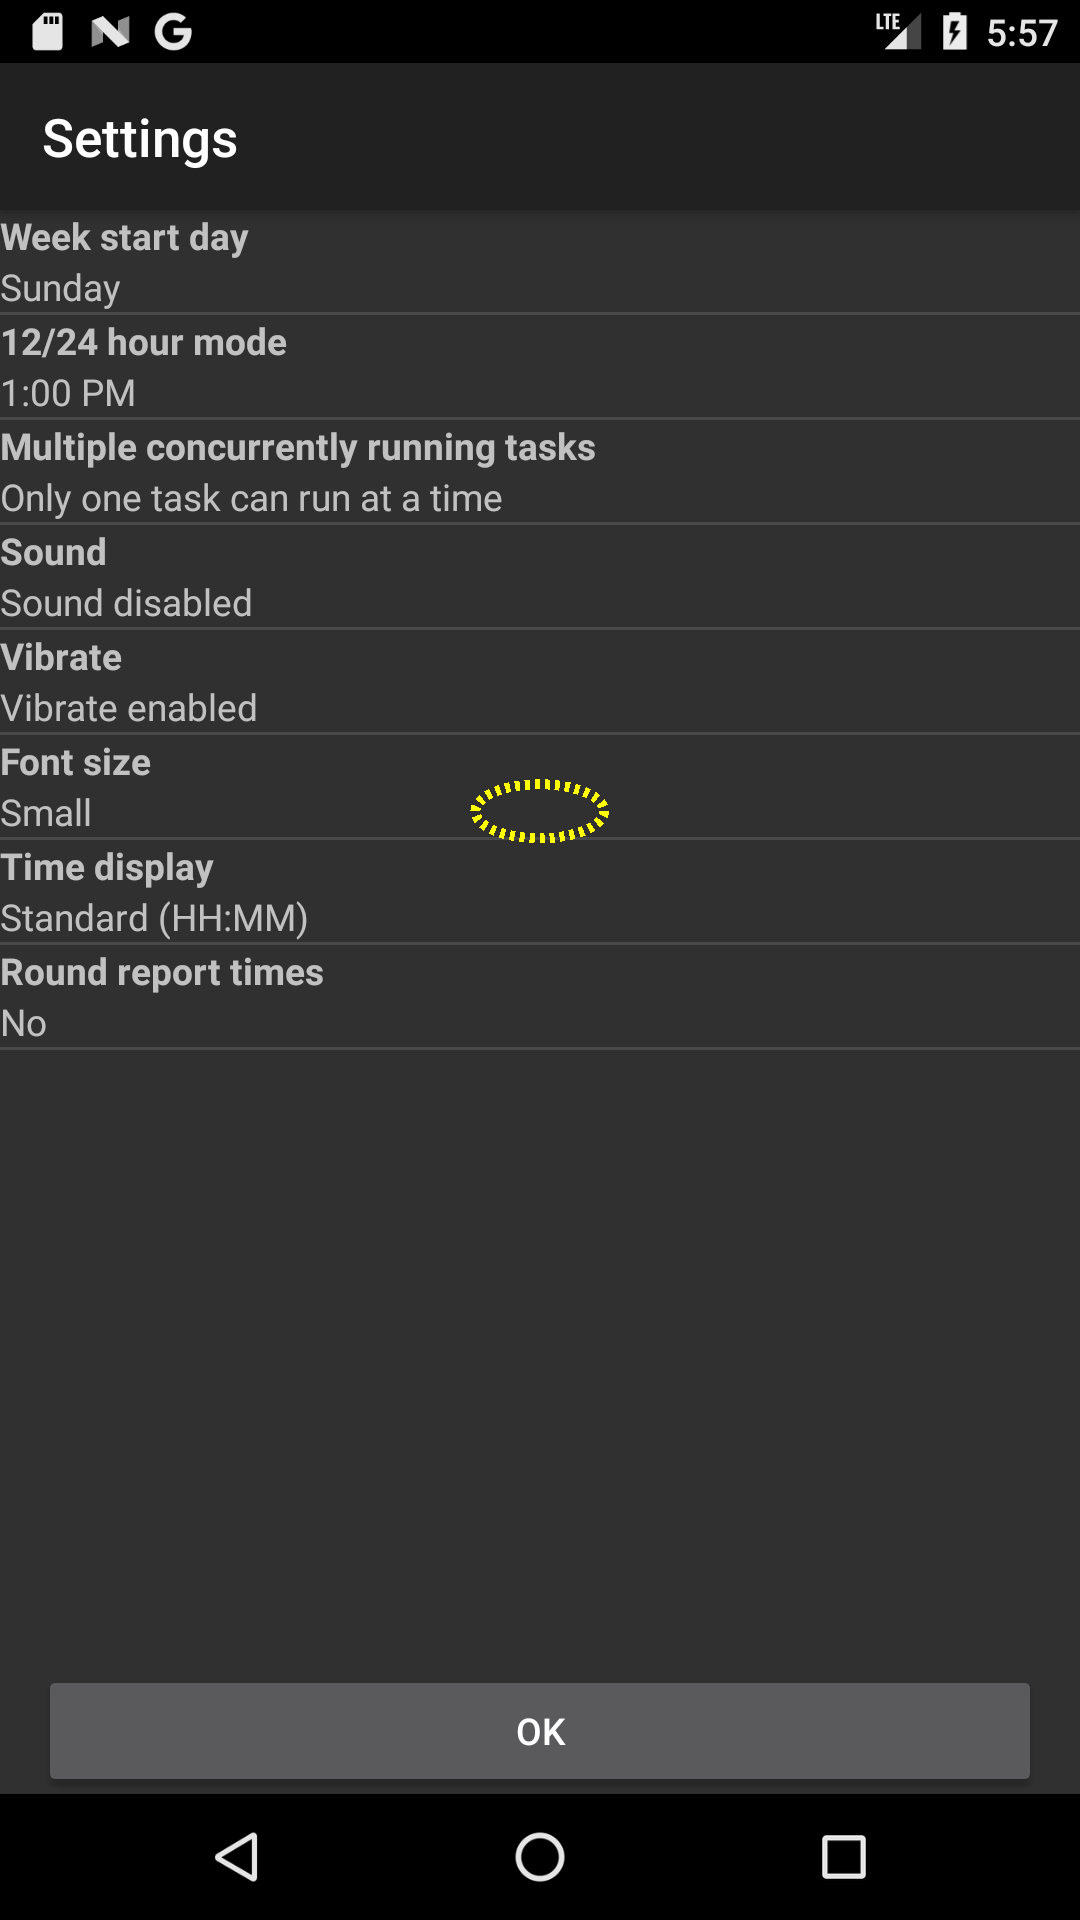 LTE 5:57
Settings
Week start day
Sunday
12/24 hour mode
1:00 PM
Multiple concurrently running tasks
Only one task can run at a time
Sound
Sound disabled
Vibrate
Vibrate enabled
Font size
Small
Time display
Standard (HH:MM)
Round report times
No
OK